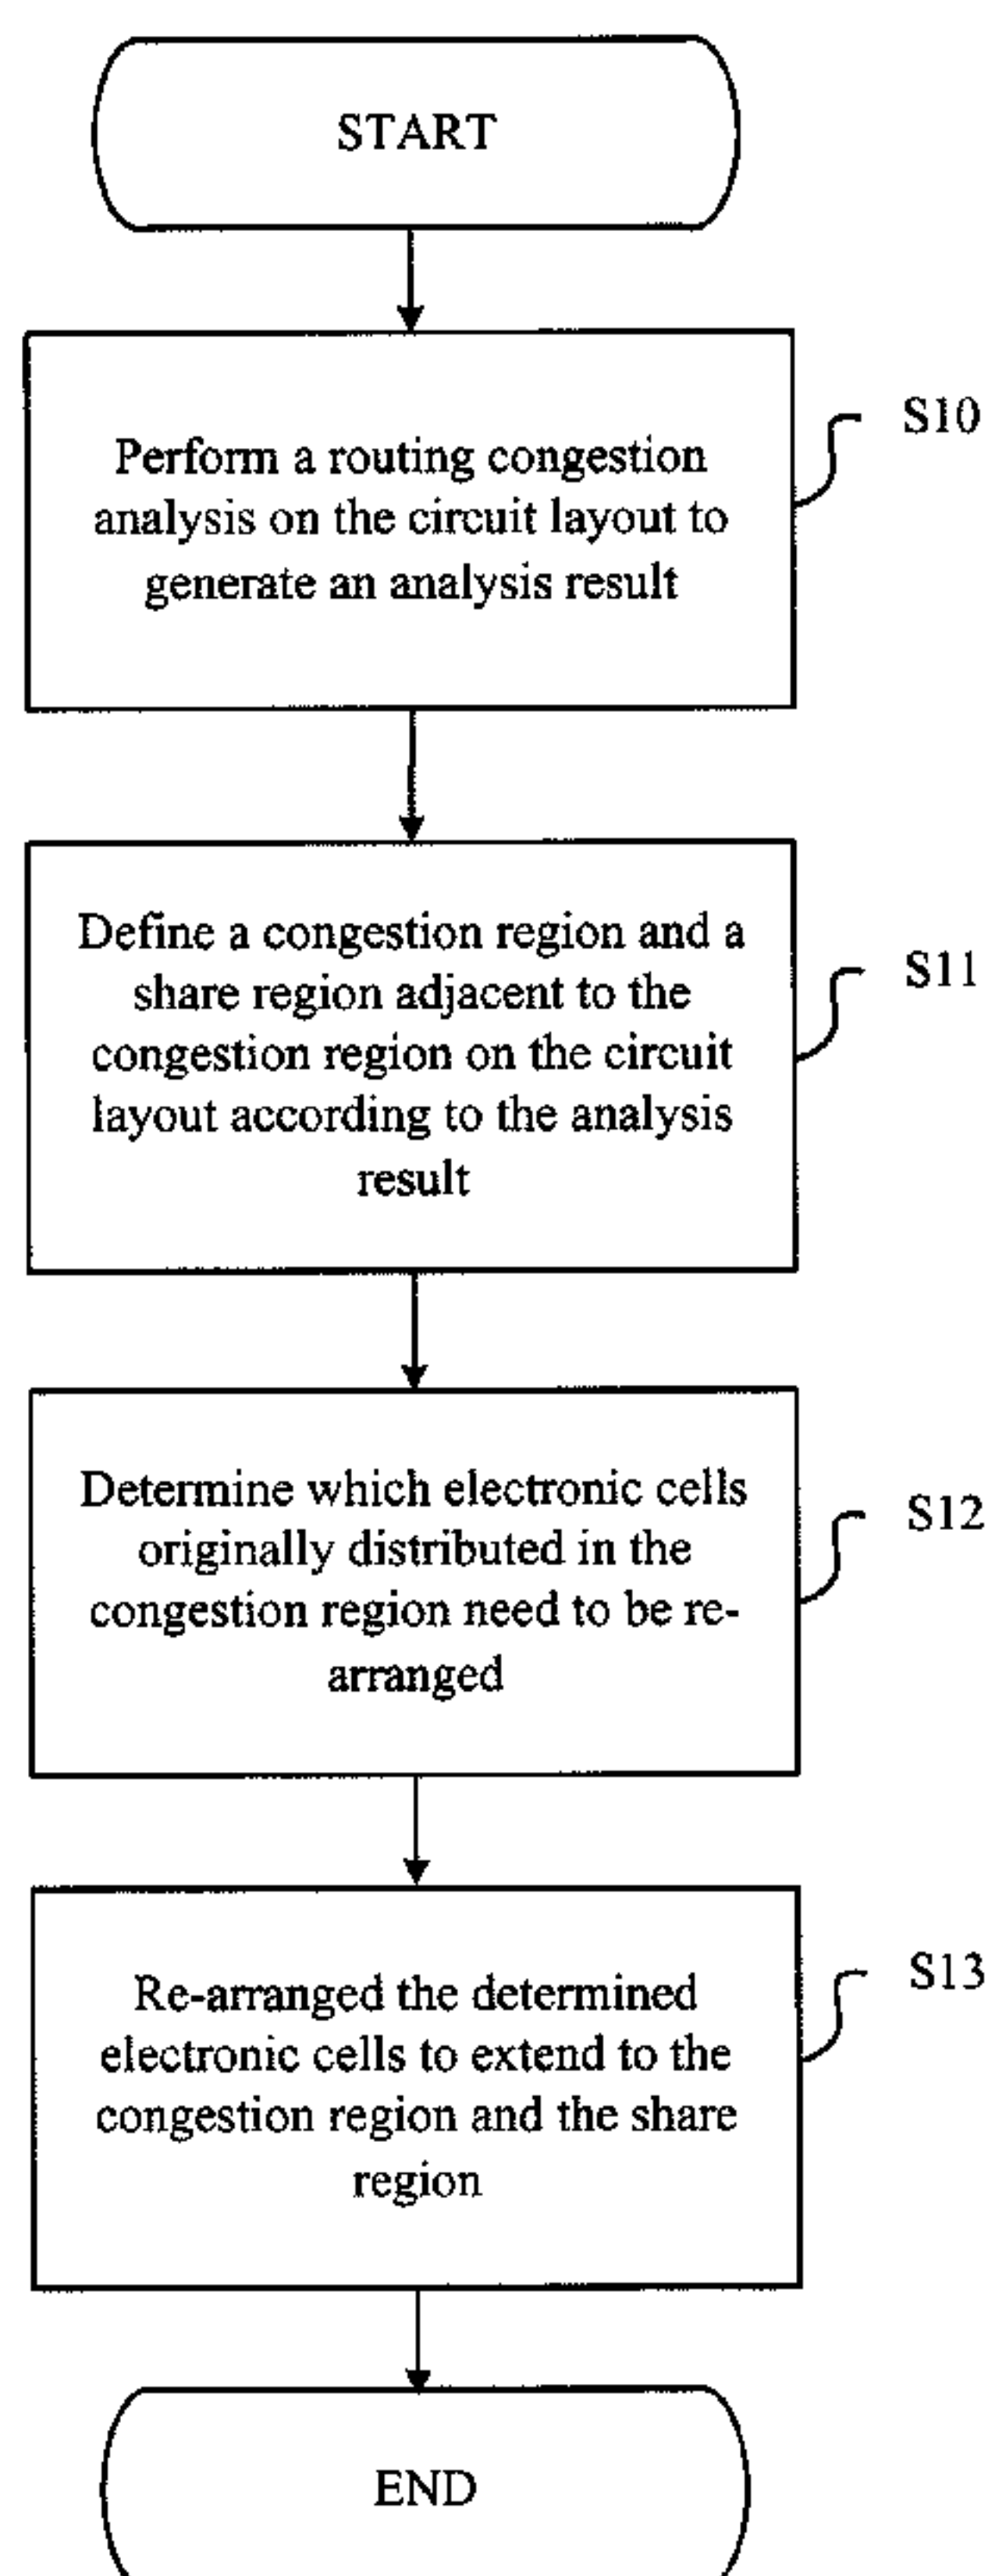 START
Perform a routing congestion
analysis on the circuit layout to
generate an analysis result
S10
Define a congestion region and a
share region adjacent to the
congestion region on the circuit
layout according to the analysis
result
S11
Determine which electronic cells
originally distributed in the
congestion region need to be re-
arranged
S12
Re-arranged the determined
electronic cells to extend to the
congestion region and the share
region
S13
END